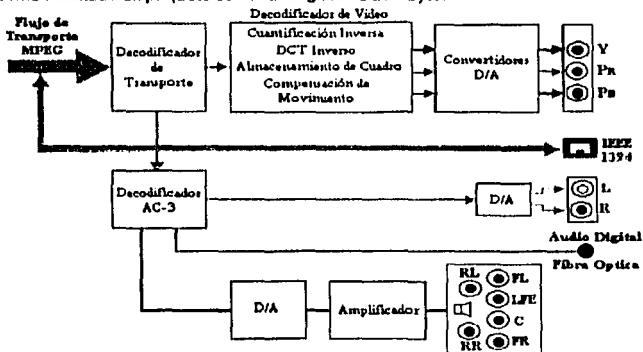 Decodificador de Video
Flujo de
Transporte
MPEG
Decodificador
de
Transporte
Cuantificación Inversa
DCT Inverso
Almacenamiento de Cuadro
Compensación de
Movimiento
Convertidores
D/A
Y
PR
PB
IEEE
1394
Decodificador
AC-3
D/A
L
R
Audio Digital
Fibra Optica
D/A
Amplificador
RL
FL
LFE
C
RR
FR